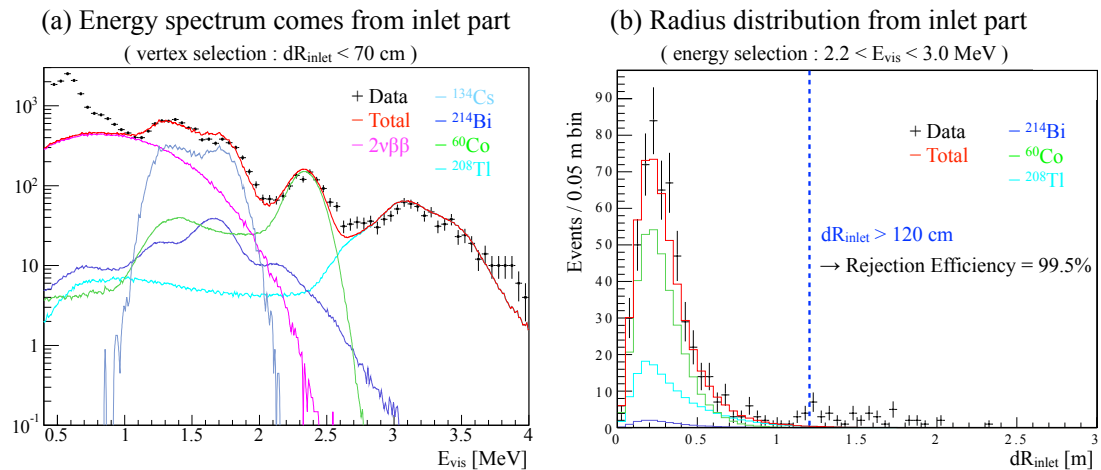 (a) Energy spectrum comes from inlet part
( vertex selection : dR_inlet < 70 cm )
10³
10²
10
1
10⁻¹
+ Data
− Total
− 2νββ
− ¹³⁴Cs
− ²¹⁴Bi
− ⁶⁰Co
− ²⁰⁸Tl
0.5 1 1.5 2 2.5 3 3.5 4
E_vis [MeV]
(b) Radius distribution from inlet part
( energy selection : 2.2 < E_vis < 3.0 MeV )
Events / 0.05 m bin
90
80
70
60
50
40
30
20
10
0
+ Data
− Total
− ²¹⁴Bi
− ⁶⁰Co
− ²⁰⁸Tl
dR_inlet > 120 cm
→ Rejection Efficiency = 99.5%
0 0.5 1 1.5 2 2.5 3
dR_inlet [m]